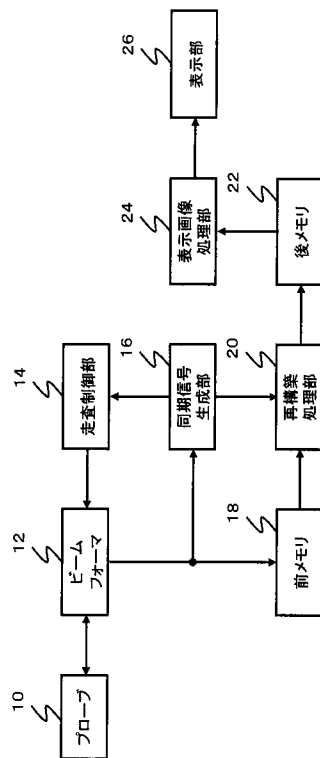 10
プローブ
12
ビーム
フォーマ
14
走査制御部
16
同期信号
生成部
18
前メモリ
20
再構築
処理部
22
後メモリ
24
表示画像
処理部
26
表示部